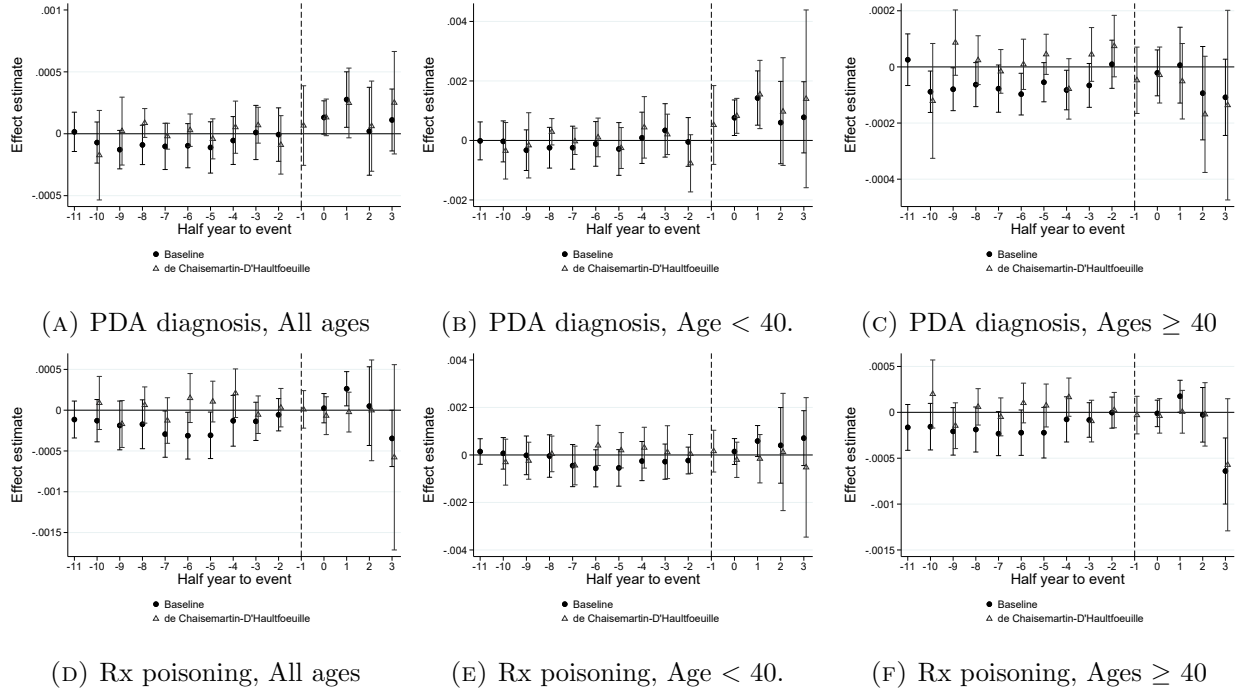 .001
.0005
0
-.0005
Effect estimate
-11 -10 -9 -8 -7 -6 -5 -4 -3 -2 -1 0 1 2 3
Half year to event
Baseline
de Chaisemartin-D'Haultfoeuille
(A) PDA diagnosis, All ages
.004
.002
0
-.002
Effect estimate
-11 -10 -9 -8 -7 -6 -5 -4 -3 -2 -1 0 1 2 3
Half year to event
Baseline
de Chaisemartin-D'Haultfoeuille
(B) PDA diagnosis, Age < 40.
.0002
0
-.0002
-.0004
Effect estimate
-11 -10 -9 -8 -7 -6 -5 -4 -3 -2 -1 0 1 2 3
Half year to event
Baseline
de Chaisemartin-D'Haultfoeuille
(C) PDA diagnosis, Ages ≥ 40
.0005
0
-.0005
-.001
-.0015
Effect estimate
-11 -10 -9 -8 -7 -6 -5 -4 -3 -2 -1 0 1 2 3
Half year to event
Baseline
de Chaisemartin-D'Haultfoeuille
(D) Rx poisoning, All ages
.004
.002
0
-.002
-.004
Effect estimate
-11 -10 -9 -8 -7 -6 -5 -4 -3 -2 -1 0 1 2 3
Half year to event
Baseline
de Chaisemartin-D'Haultfoeuille
(E) Rx poisoning, Age < 40.
.0005
0
-.0005
-.001
-.0015
Effect estimate
-11 -10 -9 -8 -7 -6 -5 -4 -3 -2 -1 0 1 2 3
Half year to event
Baseline
de Chaisemartin-D'Haultfoeuille
(F) Rx poisoning, Ages ≥ 40